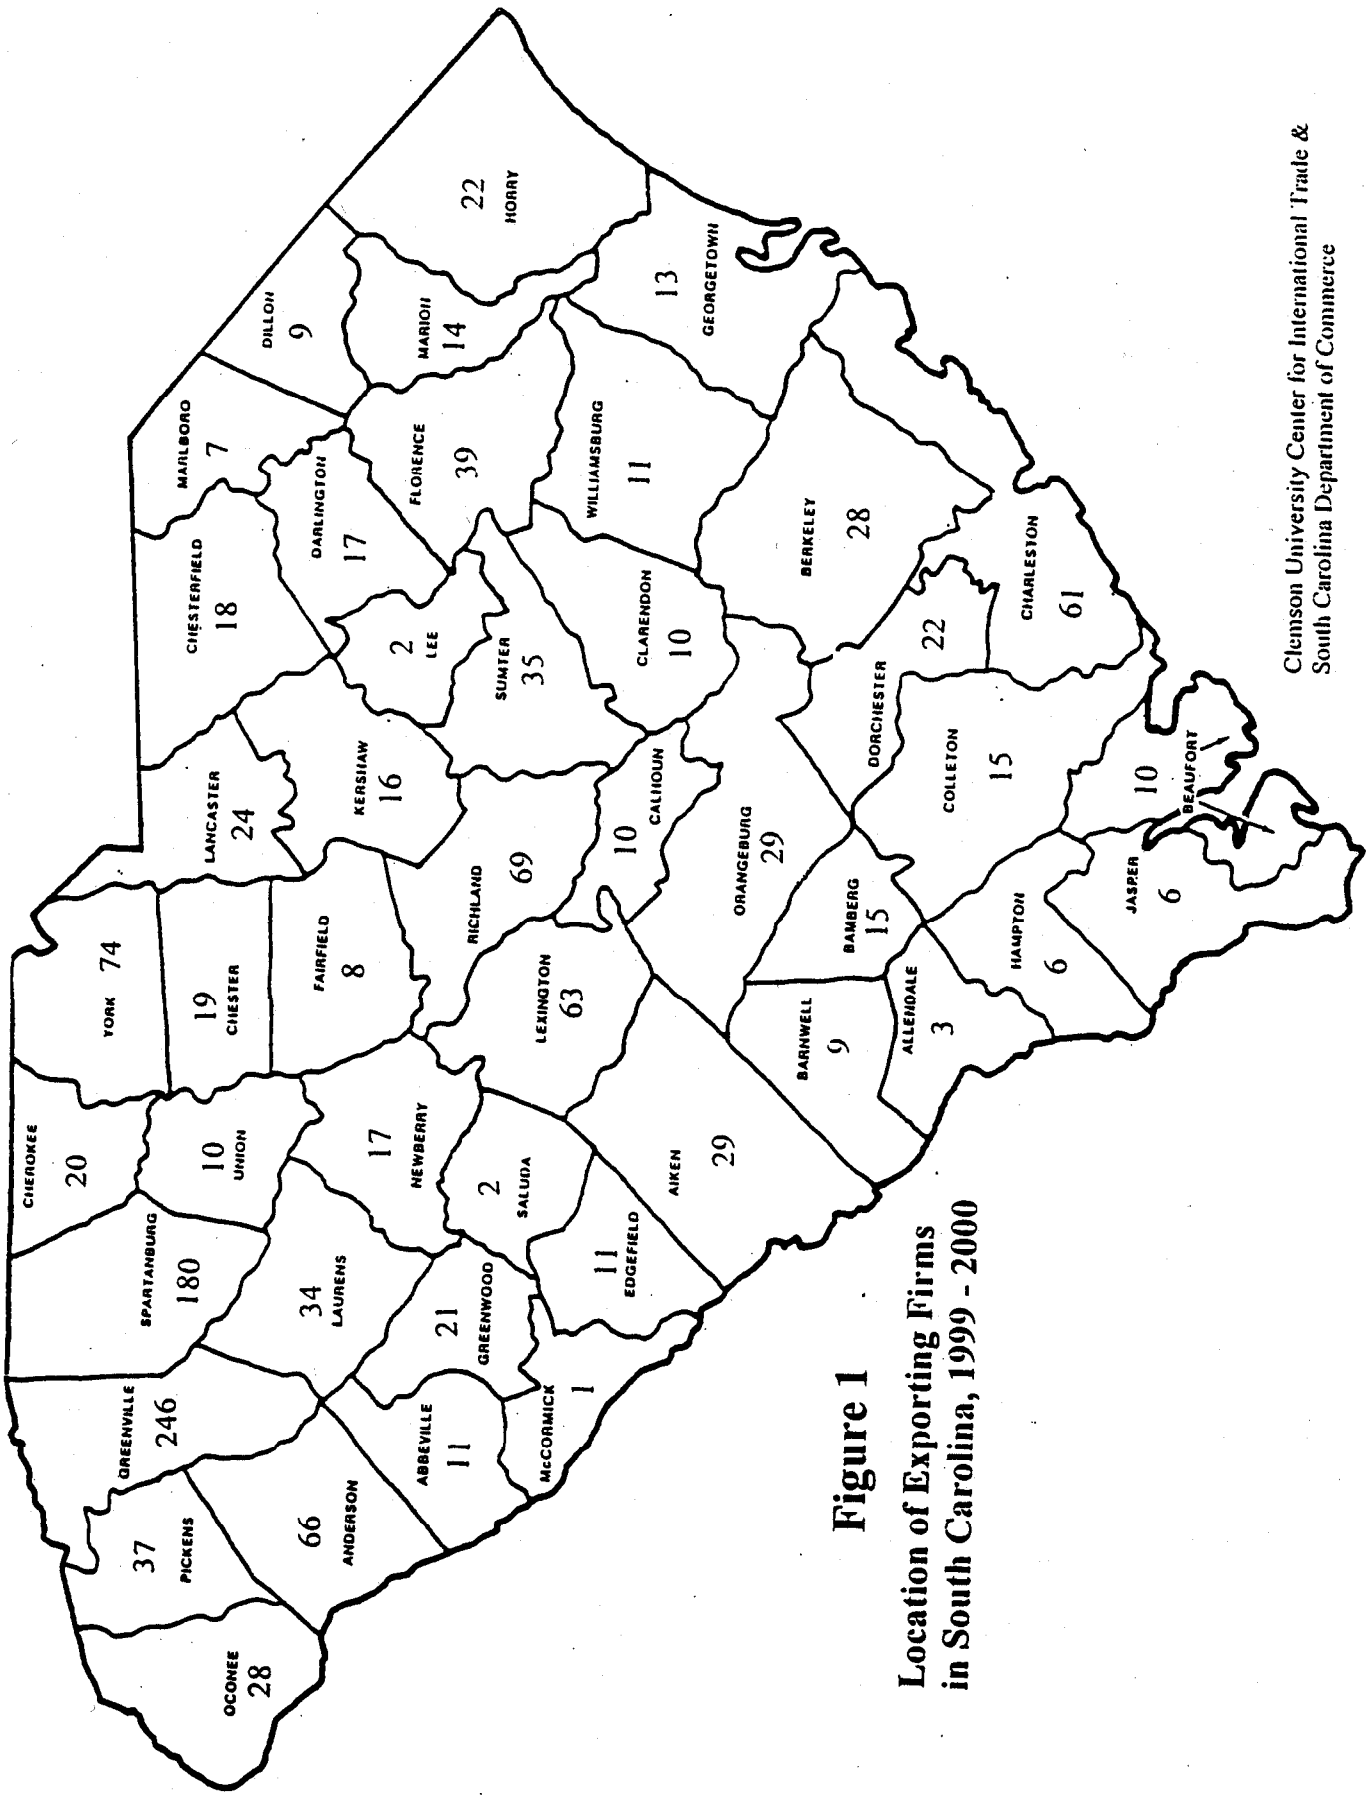 OCONEE
28
37
PICKENS
GREENVILLE
246
66
ANDERSON
SPARTANBURG
180
CHEROKEE
20
10
UNION
YORK
74
19
CHESTER
34
LAURENS
ABBEVILLE
11
21
GREENWOOD
McCORMICK
1
17
NEWBERRY
2
SALUDA
11
EDGEFIELD
FAIRFIELD
8
LANCASTER
24
KERSHAW
16
CHESTERFIELD
18
MARLBORO
7
DILLON
9
DARLINGTON
17
2
LEE
FLORENCE
39
MARION
14
22
HORRY
RICHLAND
69
LEXINGTON
63
SUMTER
35
CLARENDON
10
WILLIAMSBURG
11
13
GEORGETOWN
10
CALHOUN
AIKEN
29
ORANGEBURG
29
BARNWELL
9
BAMBERG
15
ALLENDALE
3
BERKELEY
28
DORCHESTER
22
COLLETON
15
CHARLESTON
61
HAMPTON
6
JASPER
6
10
BEAUFORT
Figure 1
Location of Exporting Firms
in South Carolina, 1999 - 2000
Clemson University Center for International Trade &
South Carolina Department of Commerce